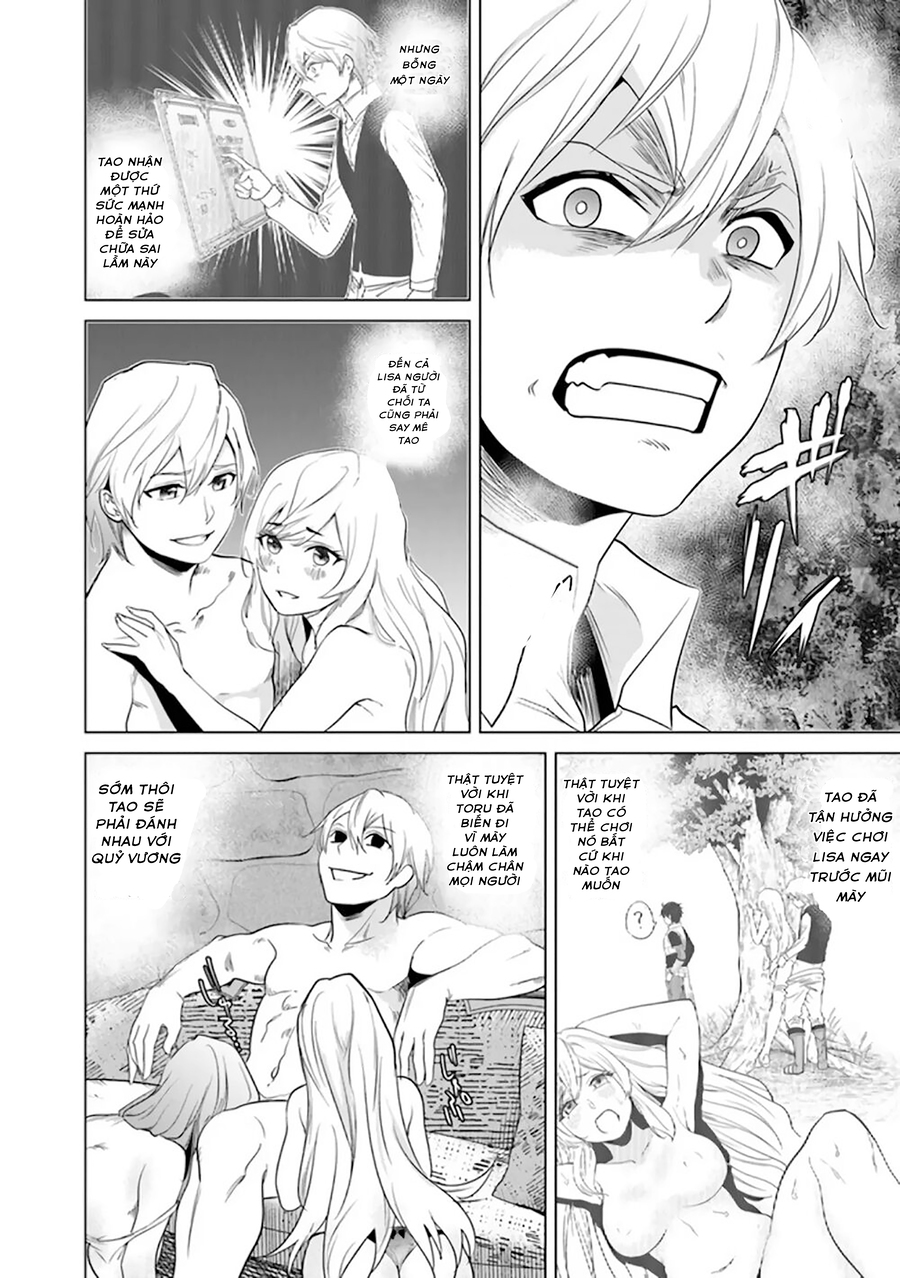 NHƯNG
BỖNG
MỘT NGÀY
TAO NHẬN
ĐƯỢC
MỘT THỨ
SỨC MẠNH
HOÀN HẢO
ĐỂ SỬA
CHỮA SAI
LẦM NÀY
ĐẾN CẢ
LISA NGƯỜI
ĐÃ TỪ
CHỐI TA
CŨNG PHẢI
SAY MÊ
TAO
TAO ĐÃ
TẬN HƯỞNG
VIỆC CHƠI
LISA NGAY
TRƯỚC MŨI
MÀY
?
THẬT TUYỆT
VỜI KHI
TAO CÓ
THỂ CHƠI
NÓ BẤT
CỨ KHI
NÀO TAO
MUỐN
THẬT TUYỆT
VỜI KHI
TORU ĐÃ
BIẾN ĐI
VÌ MÀY
LUÔN LÀM
CHẬM CHÂN
MỌI NGƯỜI
SỚM THÔI
TAO SẼ
PHẢI ĐÁNH
NHAU VỚI
QUỶ VƯƠNG